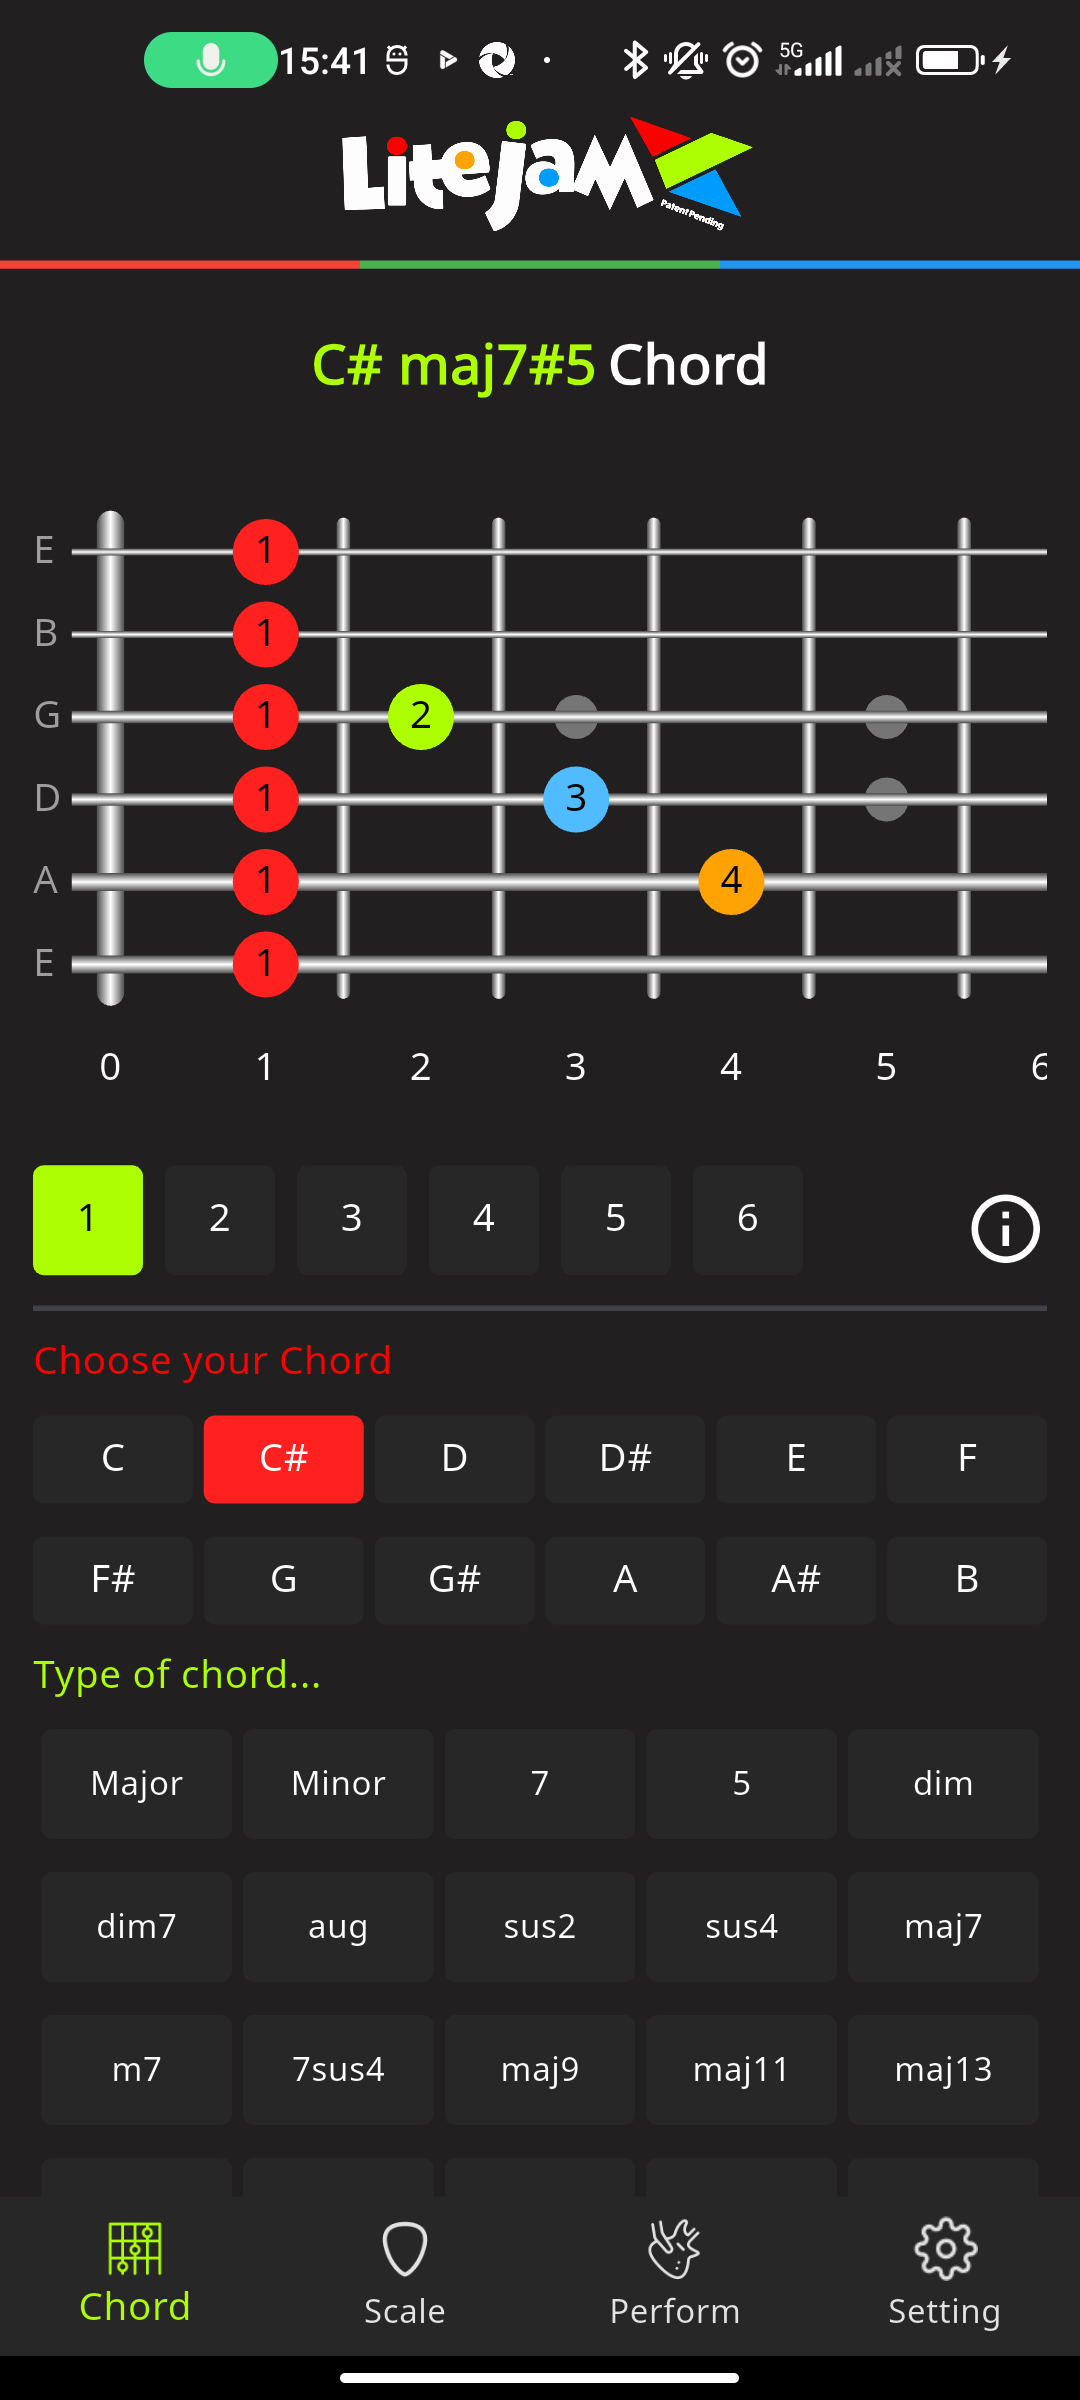 15:41 5G
Litejam
Patent Pending
C# maj7#5 Chord
E 1
B 1
G 1 2
D 1 3
A 1 4
E 1
0 1 2 3 4 5 6
1 2 3 4 5 6
Choose your Chord
C C# D D# E F
F# G G# A A# B
Type of chord...
Major Minor 7 5 dim
dim7 aug sus2 sus4 maj7
m7 7sus4 maj9 maj11 maj13
Chord Scale Perform Setting